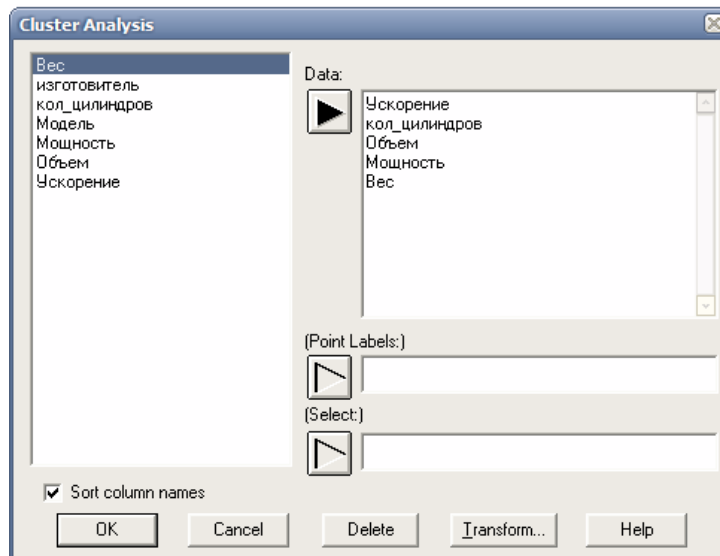 Cluster Analysis
Вес
изготовитель
кол_цилиндров
Модель
Мощность
Объем
Ускорение
Data:
Ускорение
кол_цилиндров
Объем
Мощность
Вес
(Point Labels:)
(Select:)
Sort column names
OK
Cancel
Delete
Transform...
Help